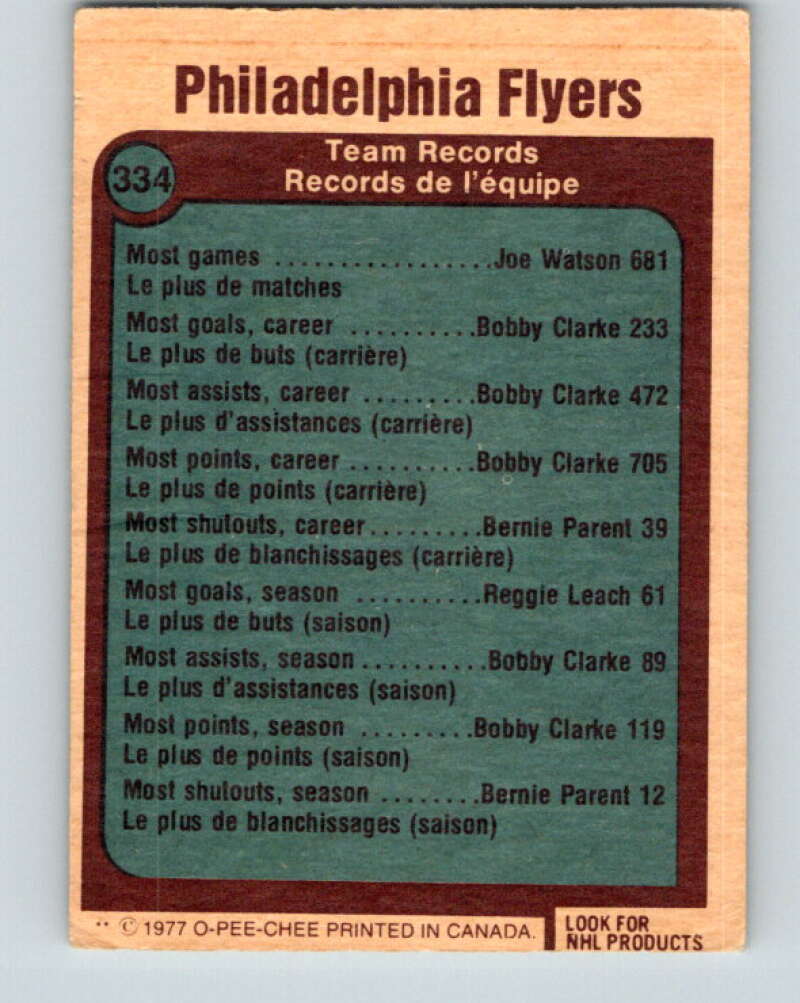 Philadelphia Flyers
334
Team Records
Records de l'équipe
Most games .................Joe Watson 681
Le plus de matches
Most goals, career ..........Bobby Clarke 233
Le plus de buts (carrière)
Most assists, career .........Bobby Clarke 472
Le plus d'assistances (carrière)
Most points, career ..........Bobby Clarke 705
Le plus de points (carrière)
Most shutouts, career.........Bernie Parent 39
Le plus de blanchissages (carrière)
Most goals, season ..........Reggie Leach 61
Le plus de buts (saison)
Most assists, season ..........Bobby Clarke 89
Le plus d'assistances (saison)
Most points, season .........Bobby Clarke 119
Le plus de points (saison)
Most shutouts, season ........Bernie Parent 12
Le plus de blanchissages (saison)
** © 1977 O-PEE-CHEE PRINTED IN CANADA.
LOOK FOR
NHL PRODUCTS